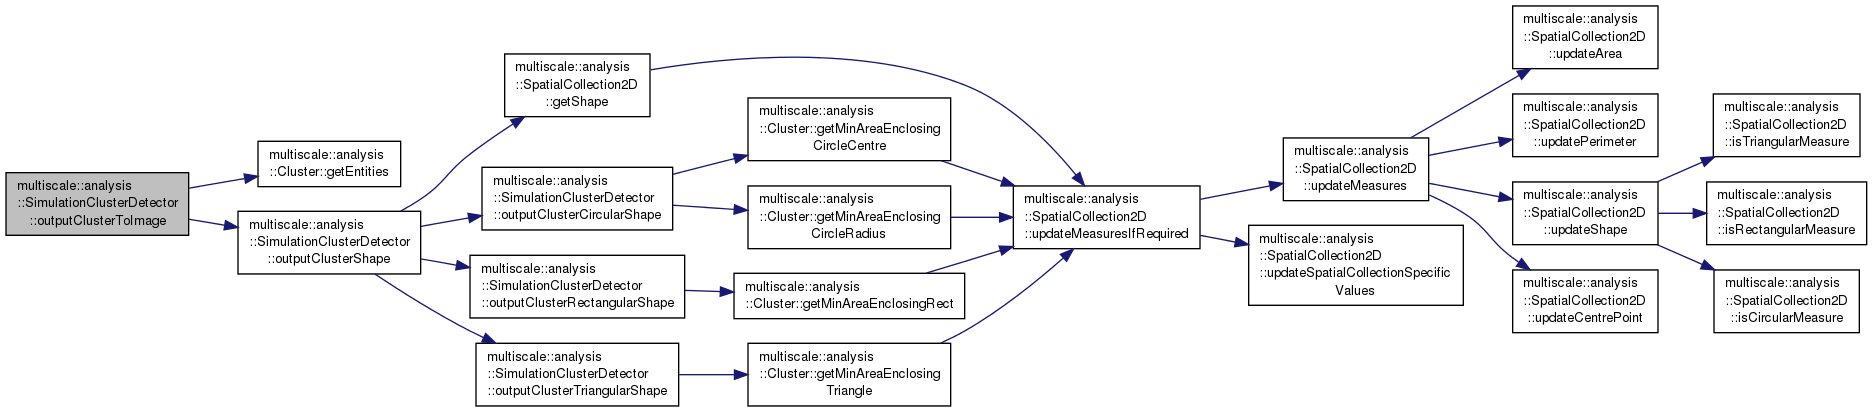 multiscale::analysis
::SimulationClusterDetector
::outputClusterToImage
multiscale::analysis
::Cluster::getEntities
multiscale::analysis
::SimulationClusterDetector
::outputClusterShape
multiscale::analysis
::SpatialCollection2D
::getShape
multiscale::analysis
::SimulationClusterDetector
::outputClusterCircularShape
multiscale::analysis
::SimulationClusterDetector
::outputClusterRectangularShape
multiscale::analysis
::SimulationClusterDetector
::outputClusterTriangularShape
multiscale::analysis
::Cluster::getMinAreaEnclosing
CircleCentre
multiscale::analysis
::Cluster::getMinAreaEnclosing
CircleRadius
multiscale::analysis
::Cluster::getMinAreaEnclosingRect
multiscale::analysis
::Cluster::getMinAreaEnclosing
Triangle
multiscale::analysis
::SpatialCollection2D
::updateMeasuresIfRequired
multiscale::analysis
::SpatialCollection2D
::updateMeasures
multiscale::analysis
::SpatialCollection2D
::updateSpatialCollectionSpecific
Values
multiscale::analysis
::SpatialCollection2D
::updateArea
multiscale::analysis
::SpatialCollection2D
::updatePerimeter
multiscale::analysis
::SpatialCollection2D
::updateShape
multiscale::analysis
::SpatialCollection2D
::updateCentrePoint
multiscale::analysis
::SpatialCollection2D
::isTriangularMeasure
multiscale::analysis
::SpatialCollection2D
::isRectangularMeasure
multiscale::analysis
::SpatialCollection2D
::isCircularMeasure